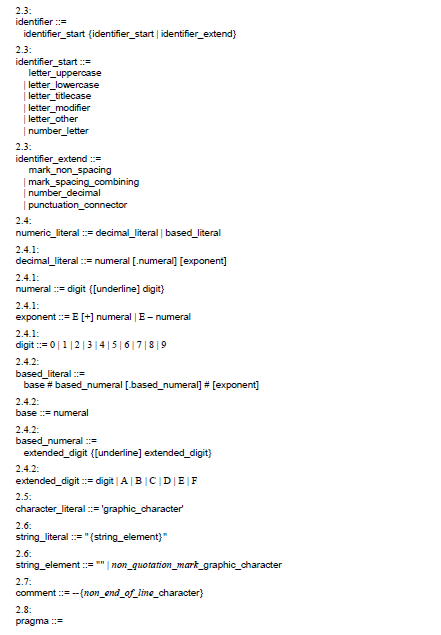 2.3:
identifier ::=
identifier_start {identifier_start | identifier_extend}
2.3:
identifier_start ::=
letter_uppercase
| letter_lowercase
| letter_titlecase
| letter_modifier
| letter_other
| number_letter
2.3:
identifier_extend ::=
mark_non_spacing
| mark_spacing_combining
| number_decimal
| punctuation_connector
2.4:
numeric_literal ::= decimal_literal | based_literal
2.4.1:
decimal_literal ::= numeral [.numeral] [exponent]
2.4.1:
numeral ::= digit {[underline] digit}
2.4.1:
exponent ::= E [+] numeral | E – numeral
2.4.1:
digit ::= 0 | 1 | 2 | 3 | 4 | 5 | 6 | 7 | 8 | 9
2.4.2:
based_literal ::=
base # based_numeral [.based_numeral] # [exponent]
2.4.2:
base ::= numeral
2.4.2:
based_numeral ::=
extended_digit {[underline] extended_digit}
2.4.2:
extended_digit ::= digit | A | B | C | D | E | F
2.5:
character_literal ::= 'graphic_character'
2.6:
string_literal ::= "{string_element}"
2.6:
string_element ::= "" | non_quotation_mark_graphic_character
2.7:
comment ::= --{non_end_of_line_character}
2.8:
pragma ::=